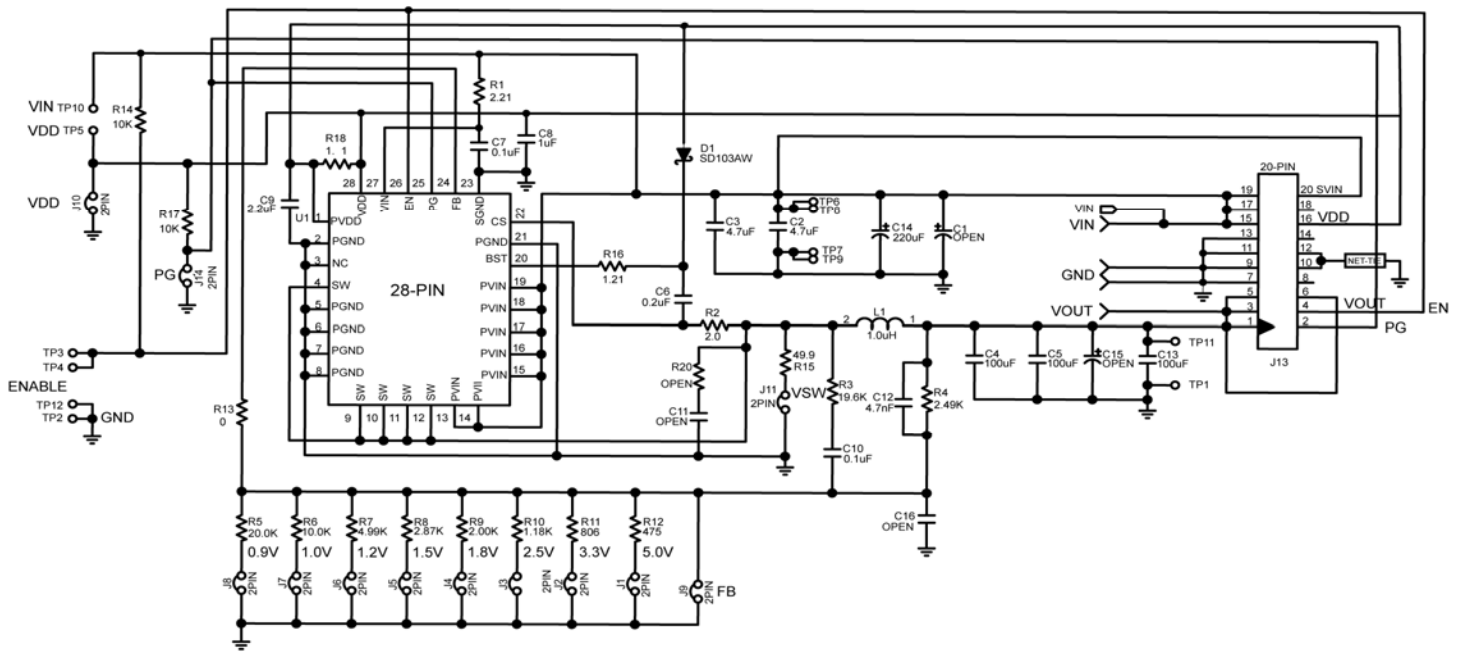 VIN TP10
VDD TP5
VDD
J10
2PIN
R14
10K
R17
10K
PG
J14
2PIN
TP3
TP4
ENABLE
TP12
TP2
GND
R13
0
R18
1. 1
C9
2.2uF
U1
R1
2.21
C7
0.1uF
C8
1uF
28 27 26 25 24 23
VDD
VIN
EN
PG
FB
SGND
1 PVDD
2 PGND
3 NC
4 SW
5 PGND
6 PGND
7 PGND
8 PGND
28-PIN
CS 22
PGND 21
BST 20
PVIN 19
PVIN 18
PVIN 17
PVIN 16
PVIN 15
SW
SW
SW
SW
PVIN
PVII
9 10 11 12 13 14
D1
SD103AW
R16
1.21
C6
0.2uF
R2
2.0
R20
OPEN
C11
OPEN
49.9
R15
J11
2PIN
VSW
R3
19.6K
C10
0.1uF
2 L1 1
1.0uH
C12
4.7nF
R4
2.49K
C16
OPEN
C3
4.7uF
C2
4.7uF
TP6
TP8
TP7
TP9
C14
220uF
C1
OPEN
C4
100uF
C5
100uF
C15
OPEN
C13
100uF
TP11
TP1
VIN
VIN
GND
VOUT
20-PIN
19
17
15
13
11
9
7
5
3
1
20 SVIN
18
16 VDD
14
12
10
8
6
4
2
NET-TIE
VOUT
EN
PG
J13
R5
20.0K
0.9V
J8
2PIN
R6
10.0K
1.0V
J7
2PIN
R7
4.99K
1.2V
J6
2PIN
R8
2.87K
1.5V
J5
2PIN
R9
2.00K
1.8V
J4
2PIN
R10
1.18K
2.5V
J3
2PIN
R11
806
3.3V
J2
2PIN
R12
475
5.0V
J1
2PIN
J9
2PIN
FB